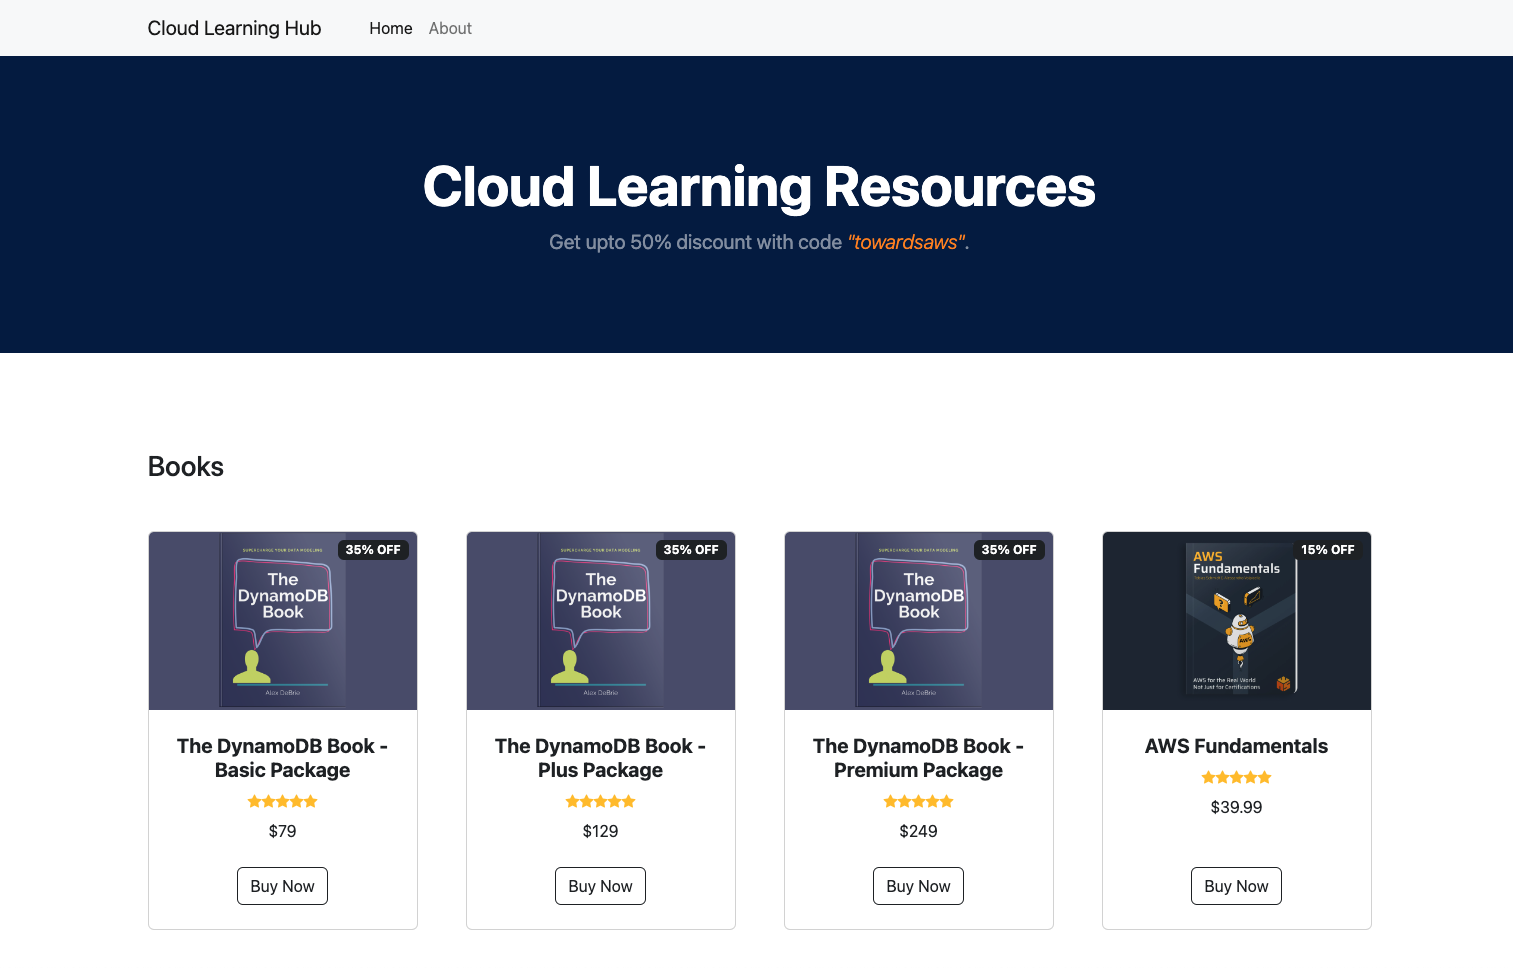 Cloud Learning Hub Home About
Cloud Learning Resources
Get upto 50% discount with code "towardsaws".
Books
SUPERCHARGE YOUR DATA MODELING
35% OFF
The
DynamoDB
Book
Alex DeBrie
The DynamoDB Book -
Basic Package
$79
Buy Now
SUPERCHARGE YOUR DATA MODELING
35% OFF
The
DynamoDB
Book
Alex DeBrie
The DynamoDB Book -
Plus Package
$129
Buy Now
SUPERCHARGE YOUR DATA MODELING
35% OFF
The
DynamoDB
Book
Alex DeBrie
The DynamoDB Book -
Premium Package
$249
Buy Now
15% OFF
AWS
Fundamentals
AWS
AWS for the Real World
Not Just for Certifications
AWS Fundamentals
$39.99
Buy Now